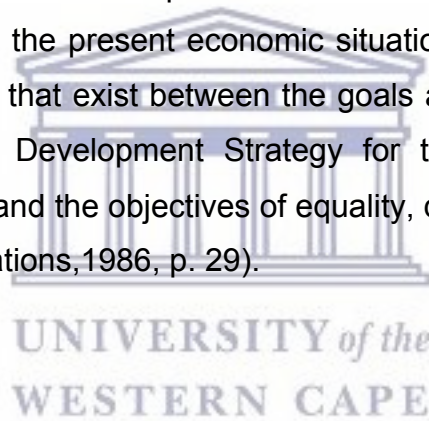 the present economic situatio
that exist between the goals a
Development Strategy for t
and the objectives of equality, c
ations,1986, p. 29).
UNIVERSITY of the
WESTERN CAPE